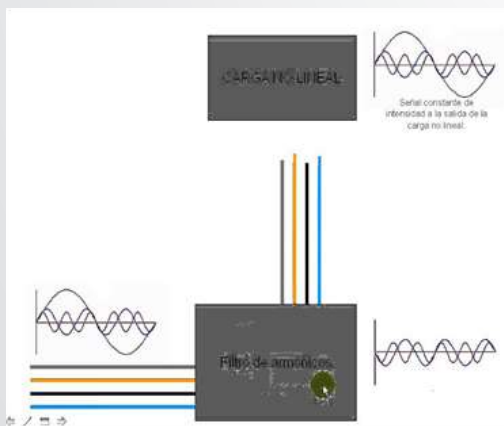 CARGA NO LINEAL
Señal constante de
intensidad a la salida de la
carga no lineal.
Filtro de armónicos